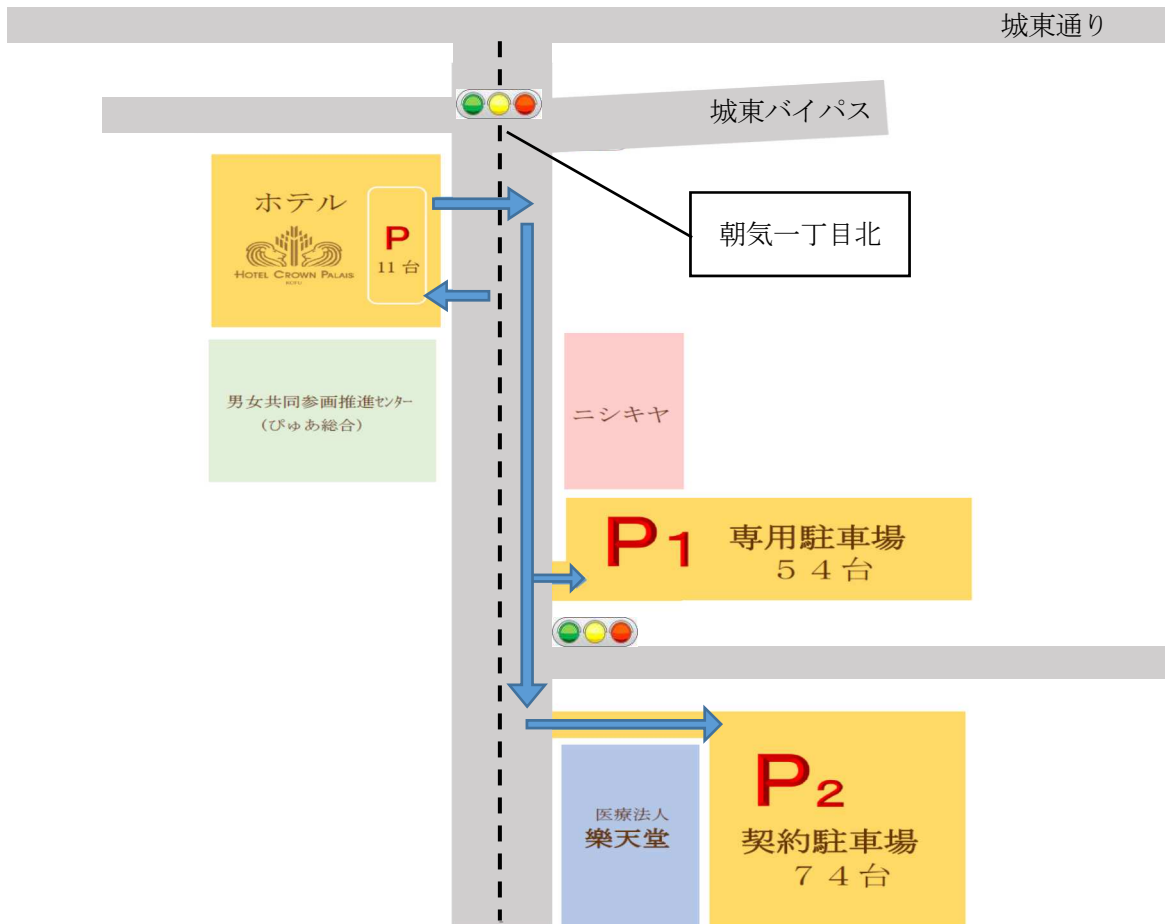 城東通り
城東バイパス
朝気一丁目北
ホテル
HOTEL CROWN PALAIS
KOFU
P
11台
男女共同参画推進センター
(ぴゅあ総合)
ニシキヤ
P1
専用駐車場
５４台
P2
契約駐車場
７４台
医療法人
樂天堂